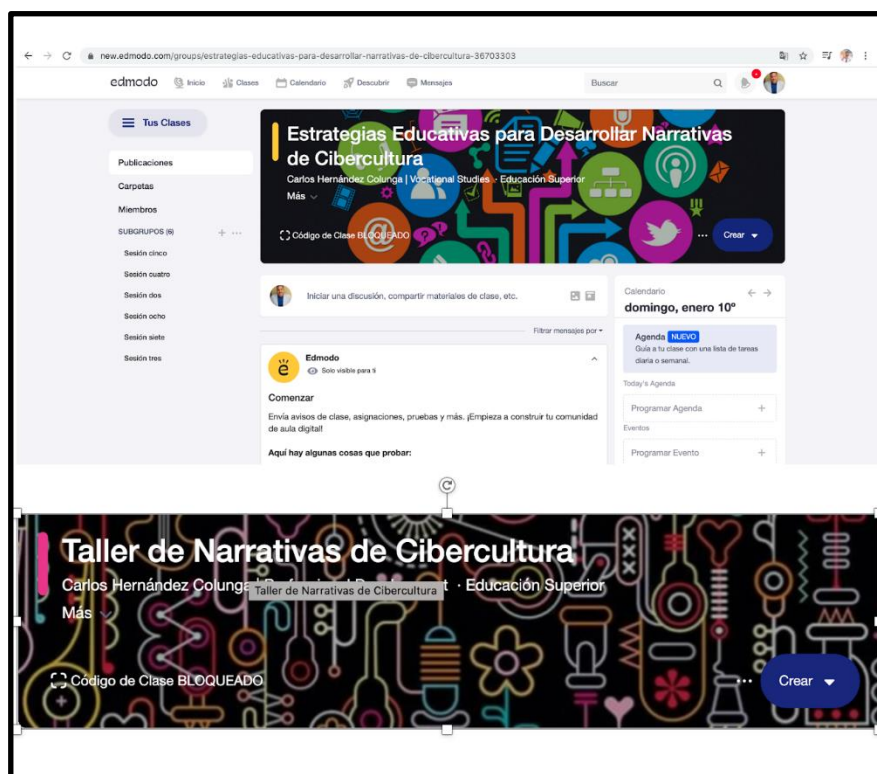 new.edmodo.com/groups/estrategias-educativas-para-desarrollar-narrativas-de-cibercultura-36703303
edmodo Inicio Clases Calendario Descubrir Mensajes Buscar
Tus Clases
Publicaciones
Carpetas
Miembros
SUBGRUPOS (6)
Sesión cinco
Sesión cuatro
Sesión dos
Sesión ocho
Sesión siete
Sesión tres
Estrategias Educativas para Desarrollar Narrativas
de Cibercultura
Carlos Hernández Colunga | Vocational Studies · Educación Superior
Más
Código de Clase BLOQUEADO
Crear
Iniciar una discusión, compartir materiales de clase, etc.
Filtrar mensajes por
Edmodo
Solo visible para ti
Comenzar
Envía avisos de clase, asignaciones, pruebas y más. ¡Empieza a construir tu comunidad
de aula digital!
Aquí hay algunas cosas que probar:
Calendario
domingo, enero 10º
Agenda NUEVO
Guía a tu clase con una lista de tareas
diaria o semanal.
Today's Agenda
Programar Agenda
Eventos
Programar Evento
Taller de Narrativas de Cibercultura
Carlos Hernández Colunga · Educación Superior
Taller de Narrativas de Cibercultura
Más
Código de Clase BLOQUEADO
Crear